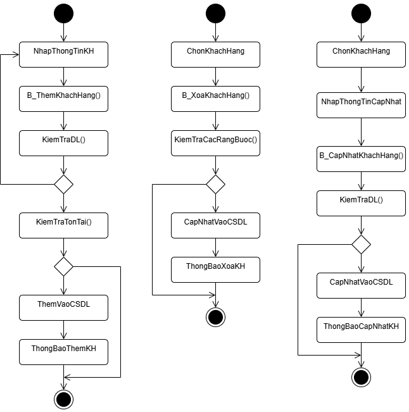 NhapThongTinKH
B_ThemKhachHang()
KiemTraDL()
KiemTraTonTai()
ThemVaoCSDL
ThongBaoThemKH
ChonKhachHang
B_XoaKhachHang()
KiemTraCacRangBuoc()
CapNhatVaoCSDL
ThongBaoXoaKH
ChonKhachHang
NhapThongTinCapNhat
B_CapNhatKhachHang()
KiemTraDL()
CapNhatVaoCSDL
ThongBaoCapNhatKH